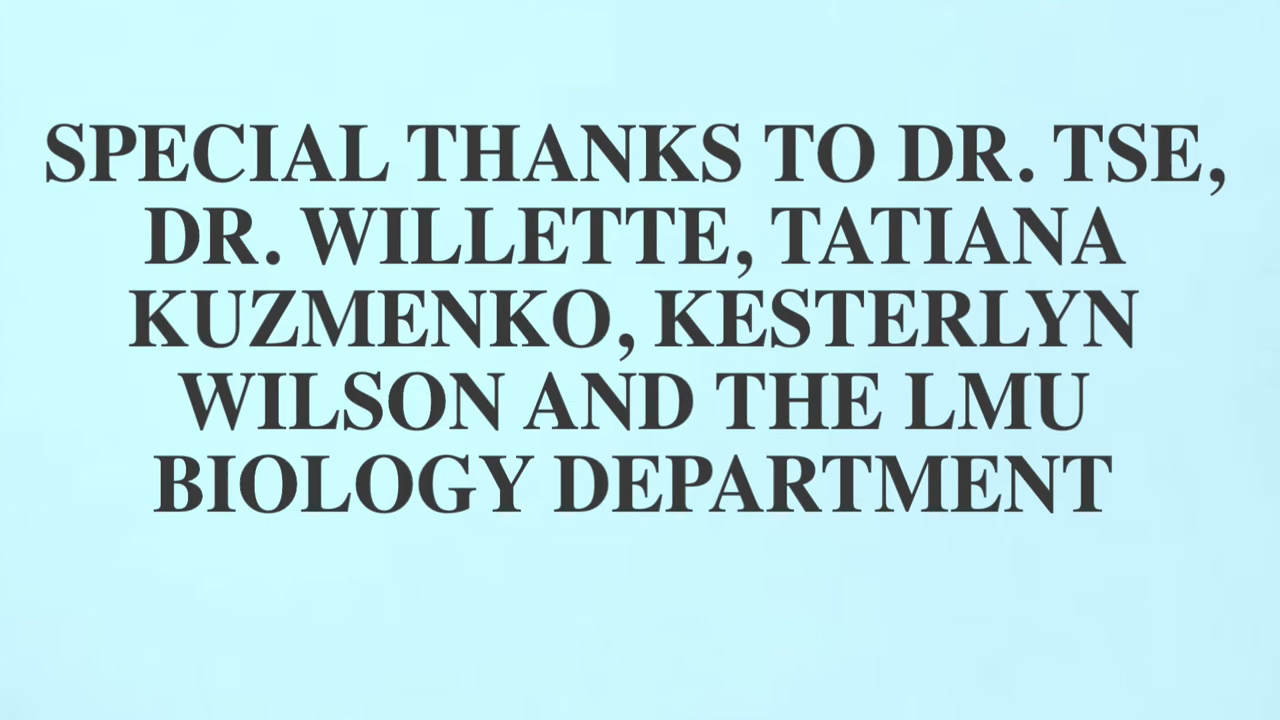 SPECIAL THANKS TO DR. TSE,
DR. WILLETTE, TATIANA
KUZMENKO, KESTERLYN
WILSON AND THE LMU
BIOLOGY DEPARTMENT